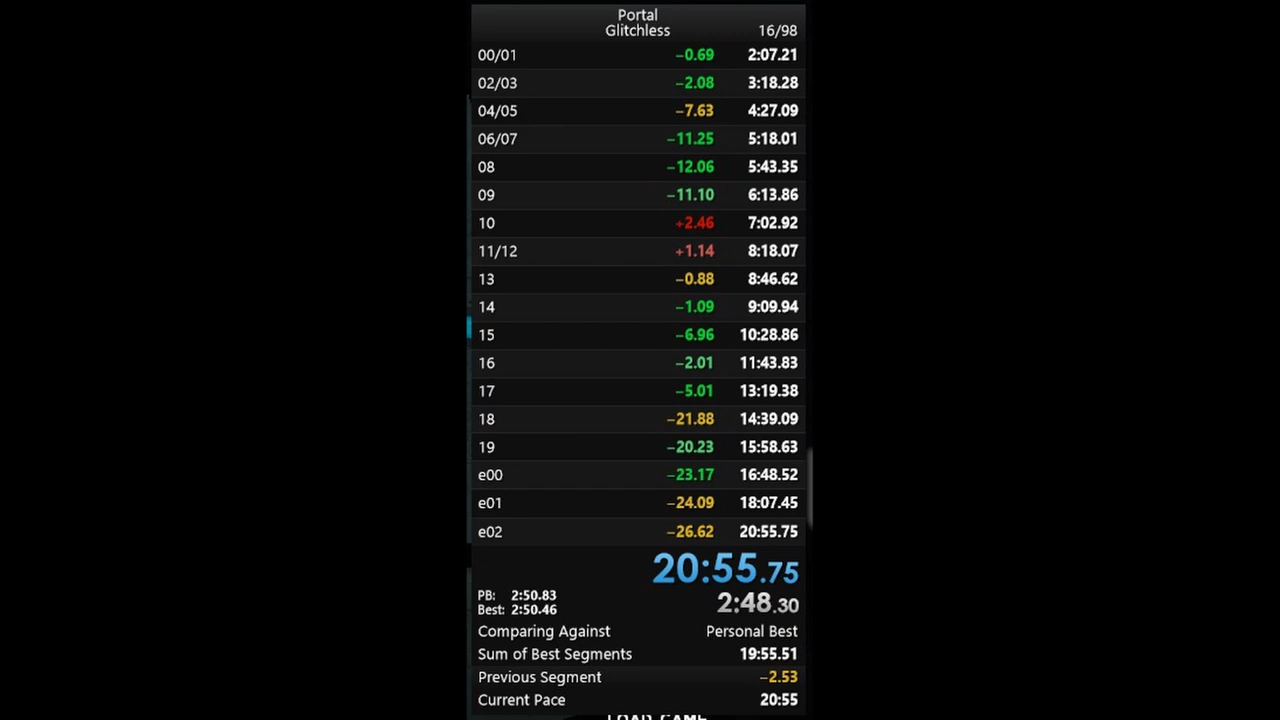 Portal
Glitchless 16/98
00/01 −0.69 2:07.21
02/03 −2.08 3:18.28
04/05 −7.63 4:27.09
06/07 −11.25 5:18.01
08 −12.06 5:43.35
09 −11.10 6:13.86
10 +2.46 7:02.92
11/12 +1.14 8:18.07
13 −0.88 8:46.62
14 −1.09 9:09.94
15 −6.96 10:28.86
16 −2.01 11:43.83
17 −5.01 13:19.38
18 −21.88 14:39.09
19 −20.23 15:58.63
e00 −23.17 16:48.52
e01 −24.09 18:07.45
e02 −26.62 20:55.75
20:55.75
PB: 2:50.83
Best: 2:50.46
2:48.30
Comparing Against Personal Best
Sum of Best Segments 19:55.51
Previous Segment −2.53
Current Pace 20:55
LOAD GAME